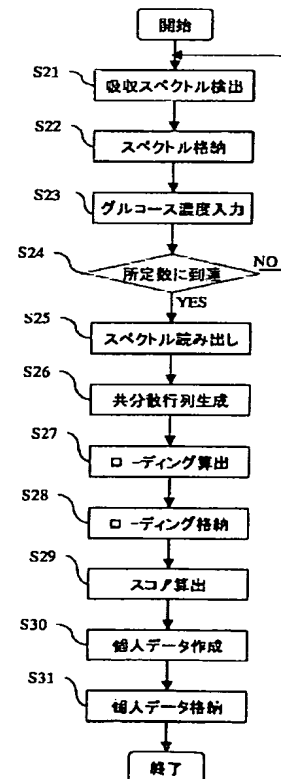 開始
S21
吸収スペクトル検出
S22
スペクトル格納
S23
グルコース濃度入力
S24
所定数に到達
NO
YES
S25
スペクトル読み出し
S26
共分散行列生成
S27
ローディング算出
S28
ローディング格納
S29
スコア算出
S30
個人データ作成
S31
個人データ格納
終了